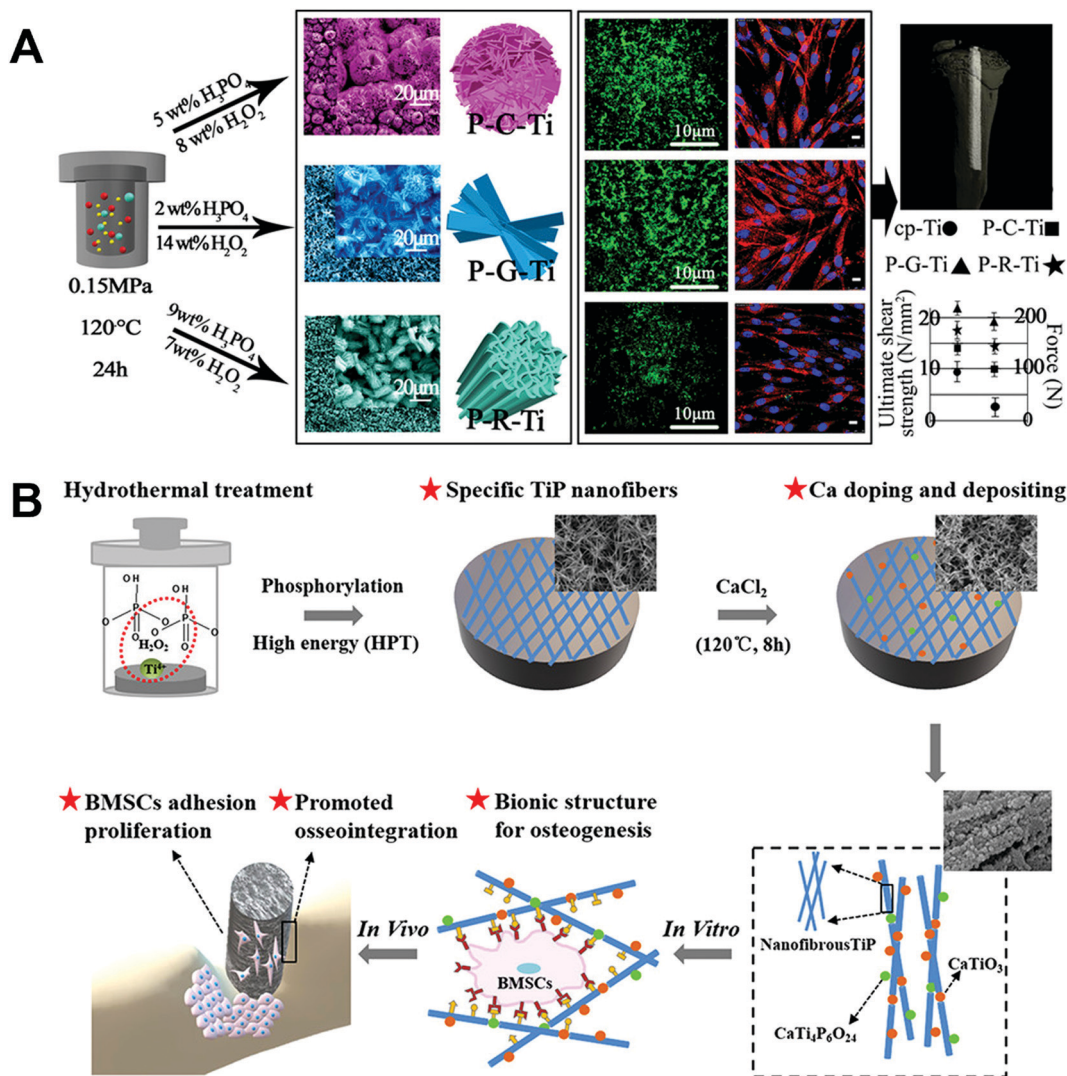 A
5 wt% H₃PO₄
8 wt% H₂O₂
2 wt% H₃PO₄
14 wt% H₂O₂
9wt% H₃PO₄
7wt% H₂O₂
0.15MPa
120°C
24h
20μm
P-C-Ti
20μm
P-G-Ti
20μm
P-R-Ti
10μm
10μm
10μm
cp-Ti● P-C-Ti■
P-G-Ti▲ P-R-Ti★
Ultimate shear
strength (N/mm²)
20
10
0
200
100
0
Force (N)
B
Hydrothermal treatment
★ Specific TiP nanofibers
★ Ca doping and depositing
OH
OH
P
P
O
O
O
O
O
H₂O₂
Ti⁴⁺
Phosphorylation
High energy (HPT)
CaCl₂
(120℃, 8h)
★ BMSCs adhesion
proliferation
★ Promoted
osseointegration
★ Bionic structure
for osteogenesis
In Vivo
BMSCs
In Vitro
NanofibrousTiP
CaTiO₃
CaTi₄P₆O₂₄